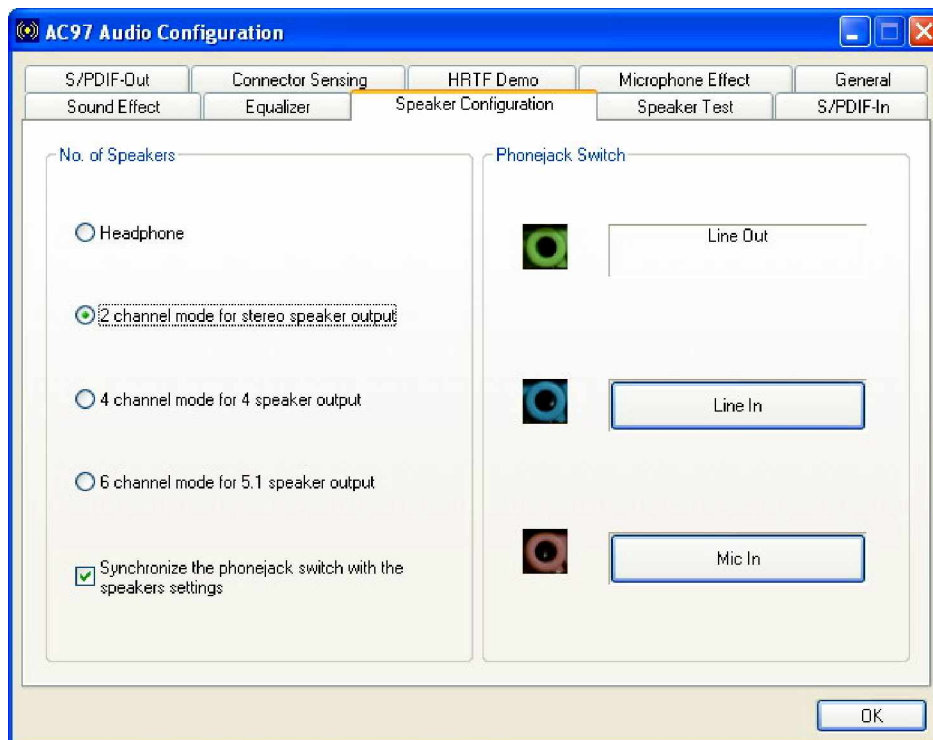 AC97 Audio Configuration
S/PDIF-Out Connector Sensing HRTF Demo Microphone Effect General
Sound Effect Equalizer Speaker Configuration Speaker Test S/PDIF-In
No. of Speakers
Headphone
2 channel mode for stereo speaker output
4 channel mode for 4 speaker output
6 channel mode for 5.1 speaker output
Synchronize the phonejack switch with the
speakers settings
Phonejack Switch
Line Out
Line In
Mic In
OK